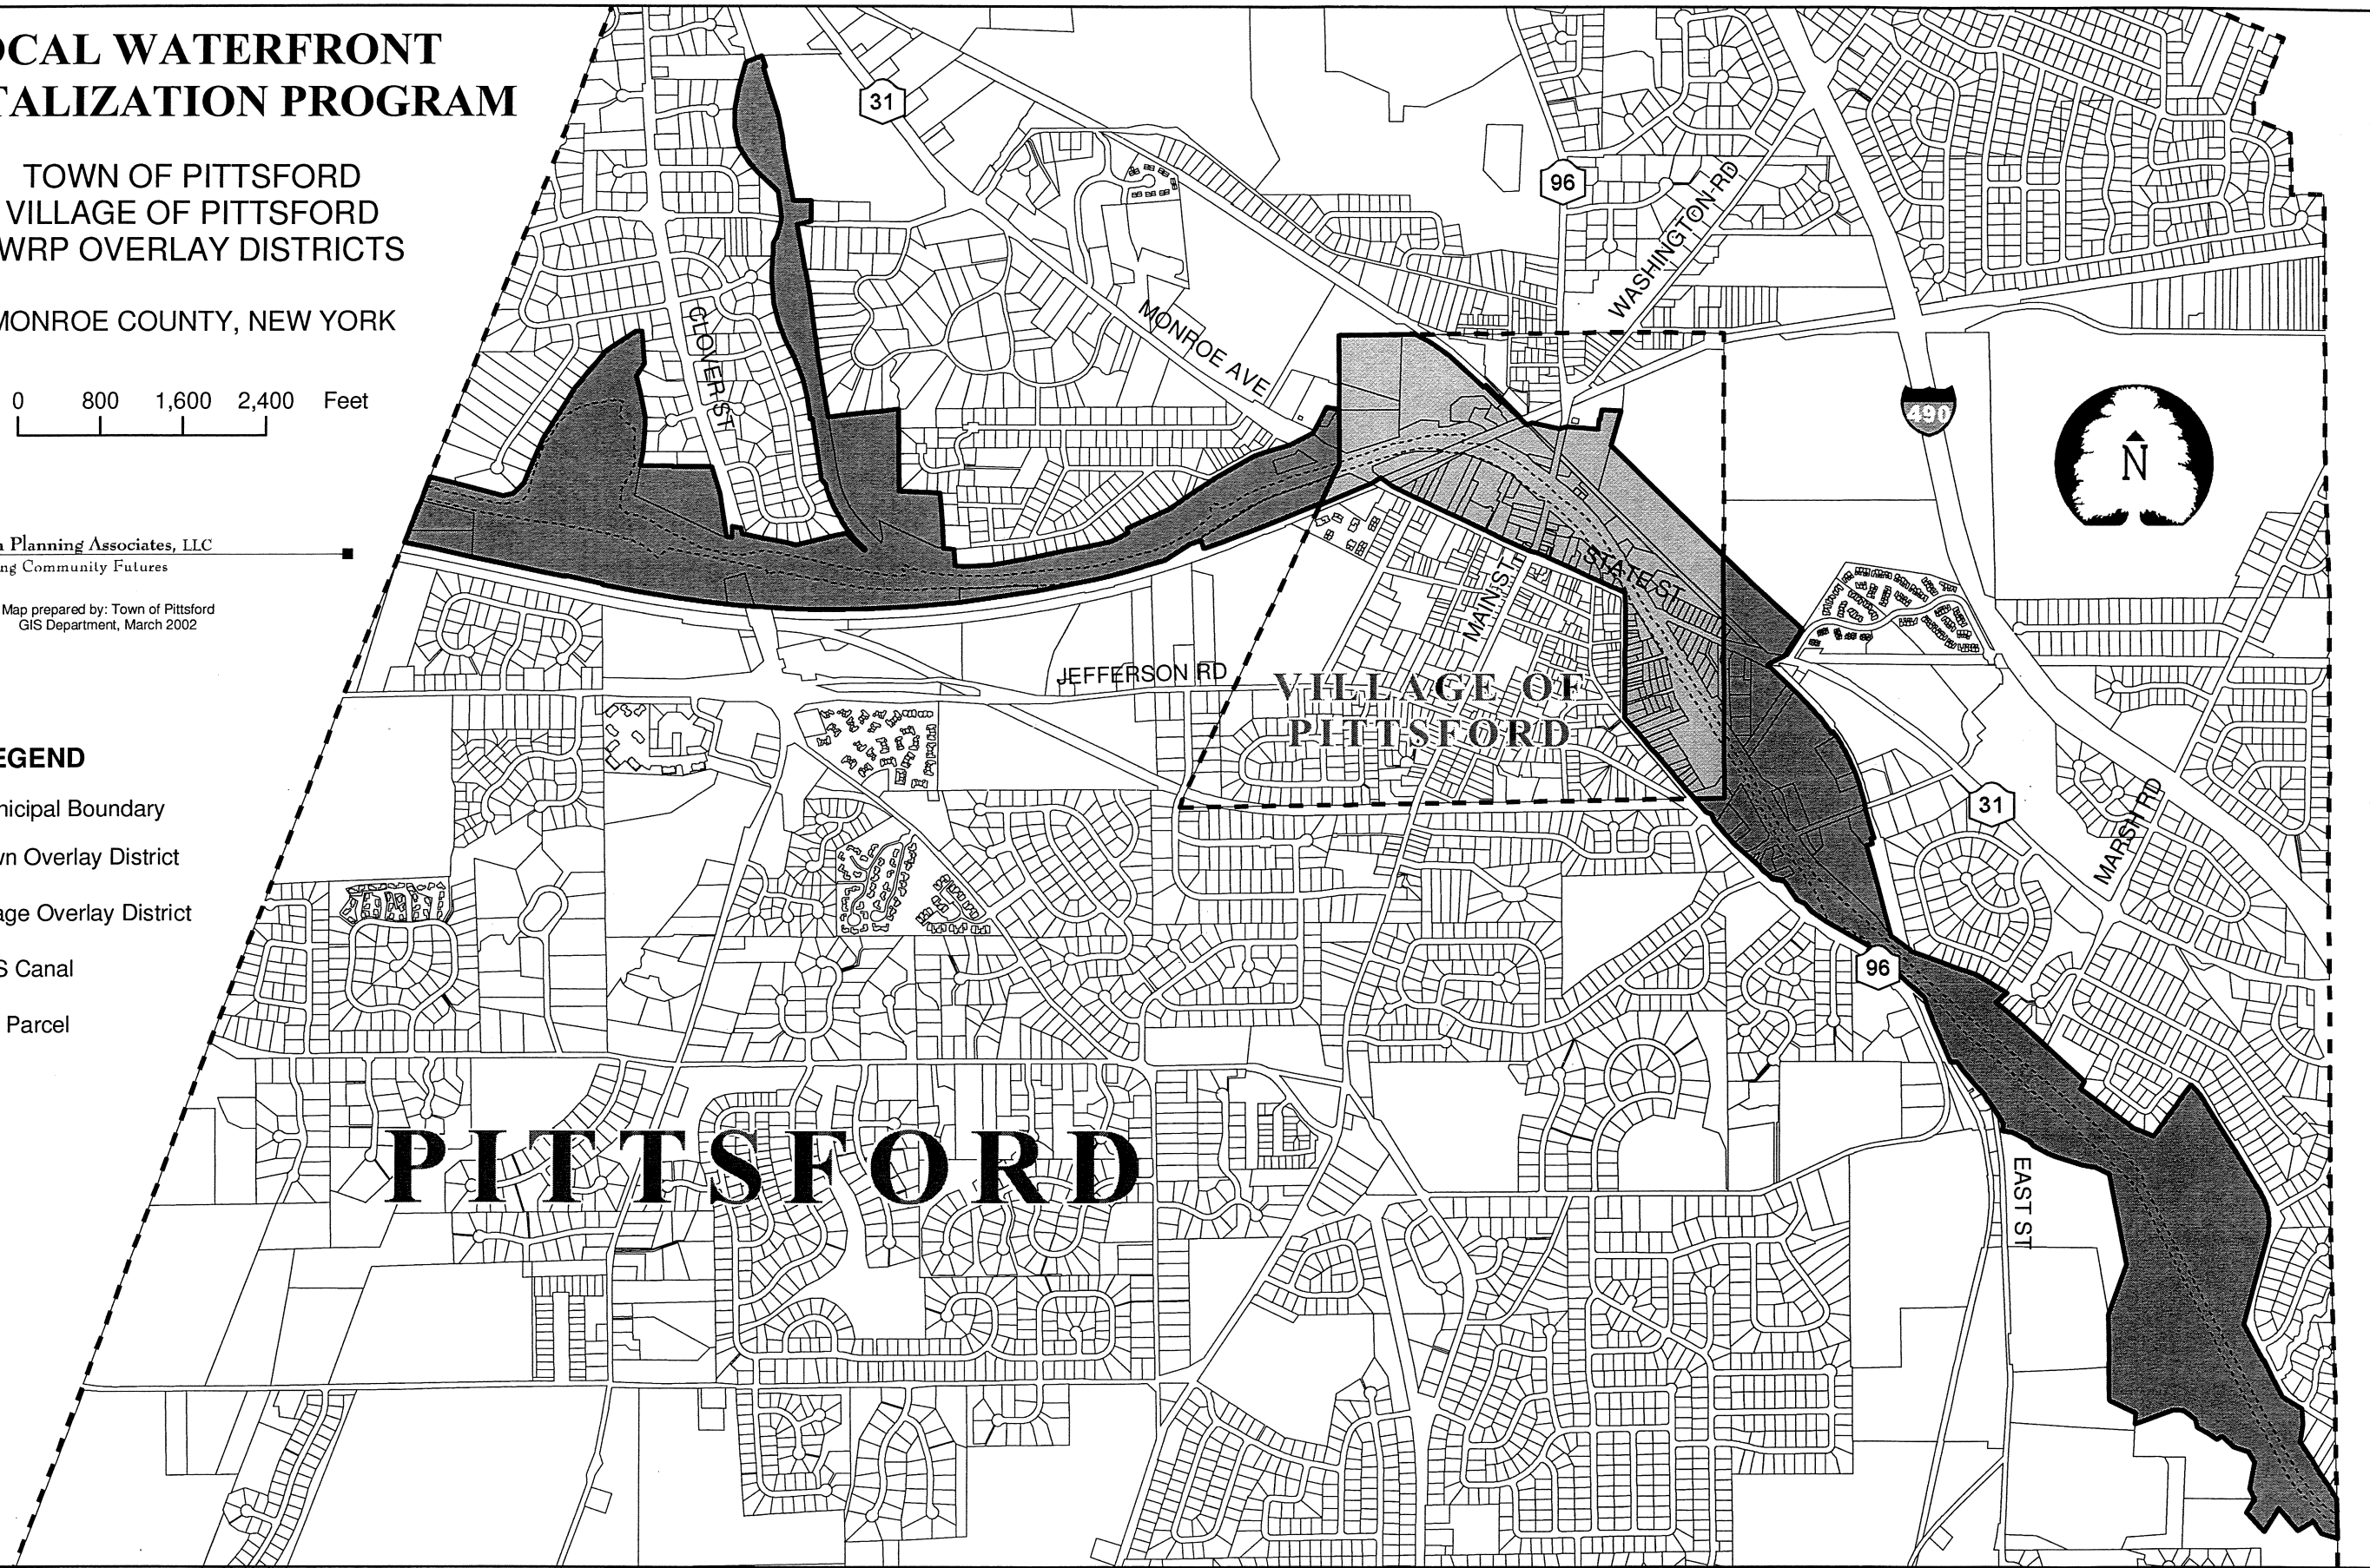 OCAL WATERFRONT
TALIZATION PROGRAM
TOWN OF PITTSFORD
VILLAGE OF PITTSFORD
WRP OVERLAY DISTRICTS
MONROE COUNTY, NEW YORK
0 800 1,600 2,400 Feet
n Planning Associates, LLC
ng Community Futures
Map prepared by: Town of Pittsford
GIS Department, March 2002
EGEND
nicipal Boundary
wn Overlay District
age Overlay District
S Canal
Parcel
31
96
WASHINGTON RD
CLOVER ST
MONROE AVE
490
N
STATE ST
MAIN ST
JEFFERSON RD
VILLAGE OF
PITTSFORD
31
MARSH RD
96
PITTSFORD
EAST ST